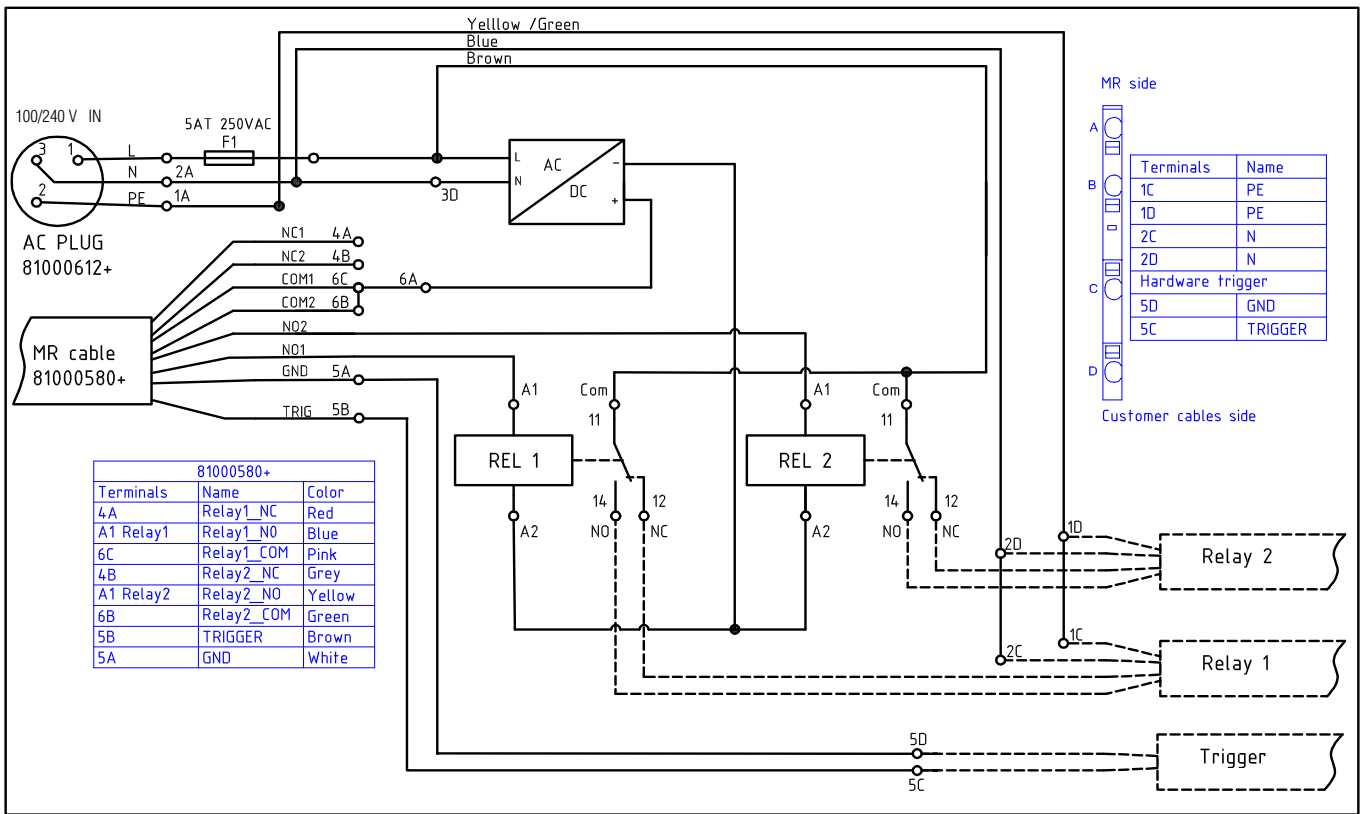 Yelllow /Green
Blue
Brown
100/240 V IN
5AT 250VAC
F1
3
1
2
L
N
2A
PE
1A
3D
L
N
AC
DC
-
+
AC PLUG
81000612+
NC1 4A
NC2 4B
COM1 6C
6A
COM2 6B
NO2
NO1
GND 5A
TRIG 5B
MR cable
81000580+
A1
Com
11
REL 1
14
12
NO
NC
A2
A1
Com
11
REL 2
14
12
NO
NC
A2
MR side
A
B
C
D
Customer cables side
Terminals Name
1C PE
1D PE
2C N
2D N
Hardware trigger
5D GND
5C TRIGGER
81000580+
Terminals Name Color
4A Relay1_NC Red
A1 Relay1 Relay1_N0 Blue
6C Relay1_COM Pink
4B Relay2_NC Grey
A1 Relay2 Relay2_NO Yellow
6B Relay2_COM Green
5B TRIGGER Brown
5A GND White
1D
2D
Relay 2
1C
2C
Relay 1
5D
5C
Trigger